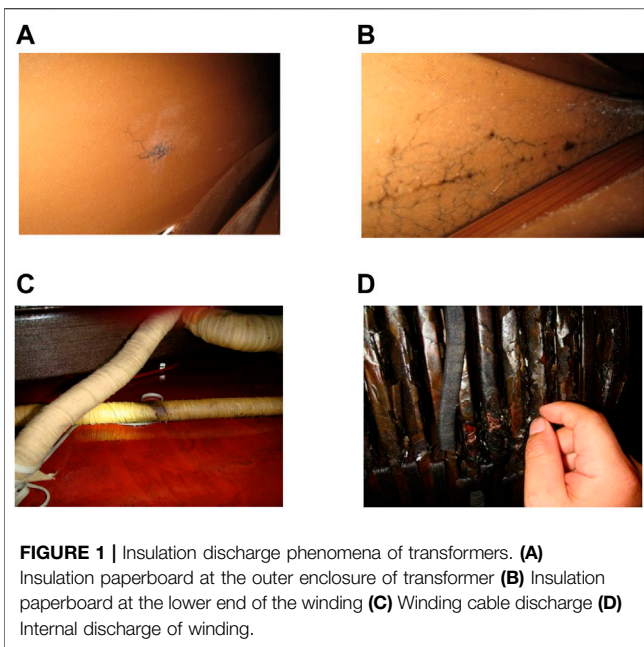 A
B
C
D
FIGURE 1 | Insulation discharge phenomena of transformers. (A)
Insulation paperboard at the outer enclosure of transformer (B) Insulation
paperboard at the lower end of the winding (C) Winding cable discharge (D)
Internal discharge of winding.